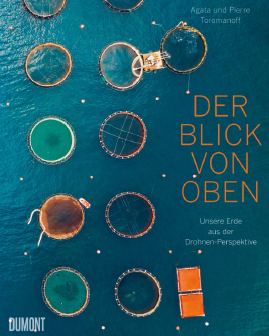 Agata und Pierre
Toromanoff
DER
BLICK
VON
OBEN
Unsere Erde
aus der
Drohnen-Perspektive
DUMONT